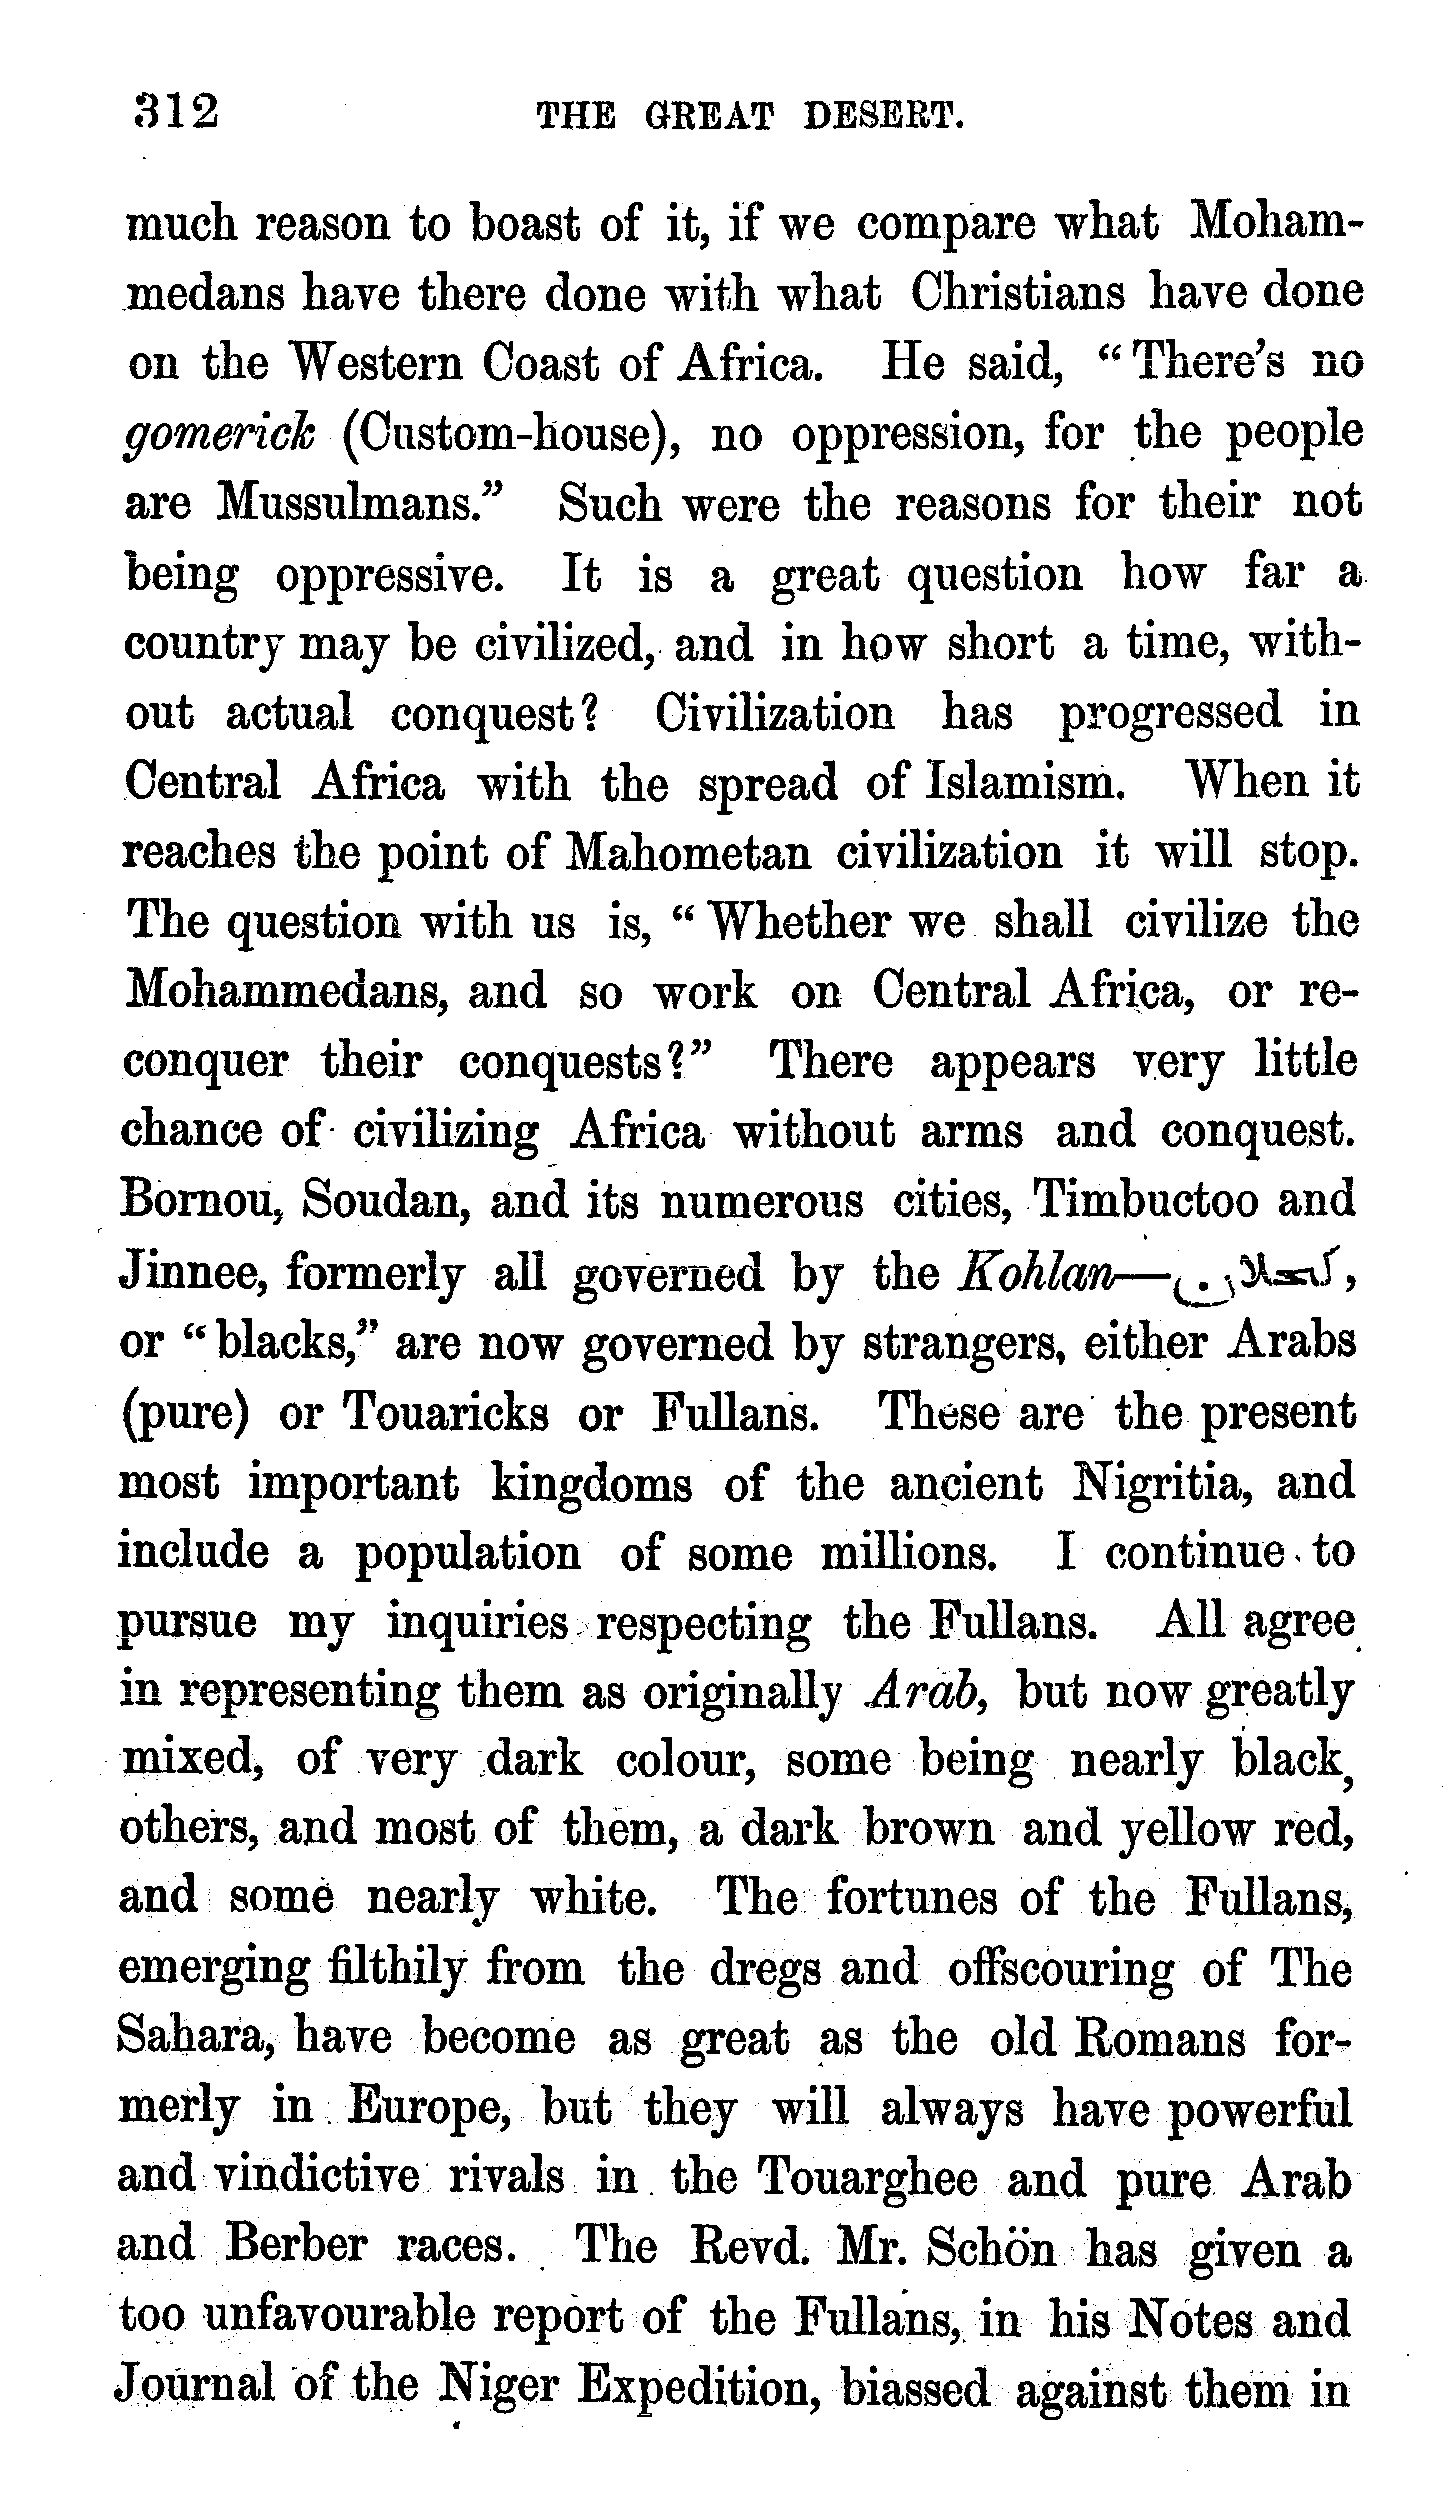 312 THE GREAT DESERT.
much reason to boast of it, if we compare what Moham-
medans have there done with what Christians have done
on the Western Coast of Africa. He said, “There’s no
gomerick (Custom-house), no oppression, for the people
are Mussulmans.” Such were the reasons for their not
being oppressive. It is a great question how far a
country may be civilized, and in how short a time, with-
out actual conquest? Civilization has progressed in
Central Africa with the spread of Islamism. When it
reaches the point of Mahometan civilization it will stop.
The question with us is, “Whether we shall civilize the
Mohammedans, and so work on Central Africa, or re-
conquer their conquests?” There appears very little
chance of civilizing Africa without arms and conquest.
Bornou, Soudan, and its numerous cities, Timbuctoo and
Jinnee, formerly all governed by the Kohlan—كحلان,
or “blacks,” are now governed by strangers, either Arabs
(pure) or Touaricks or Fullans. These are the present
most important kingdoms of the ancient Nigritia, and
include a population of some millions. I continue to
pursue my inquiries respecting the Fullans. All agree
in representing them as originally Arab, but now greatly
mixed, of very dark colour, some being nearly black,
others, and most of them, a dark brown and yellow red,
and some nearly white. The fortunes of the Fullans,
emerging filthily from the dregs and offscouring of The
Sahara, have become as great as the old Romans for-
merly in Europe, but they will always have powerful
and vindictive rivals in the Touarghee and pure Arab
and Berber races. The Revd. Mr. Schön has given a
too unfavourable report of the Fullans, in his Notes and
Journal of the Niger Expedition, biassed against them in